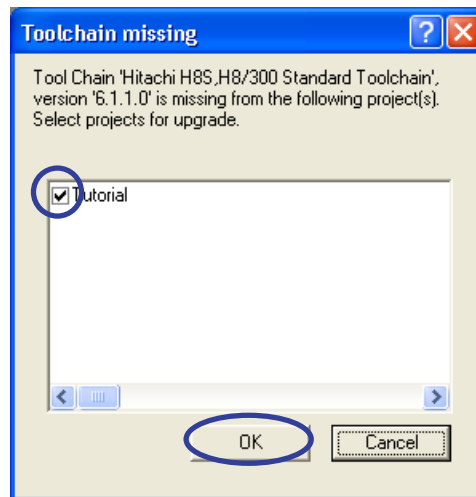 Toolchain missing
Tool Chain 'Hitachi H8S,H8/300 Standard Toolchain',
version '6.1.1.0' is missing from the following project(s).
Select projects for upgrade.
Tutorial
OK
Cancel